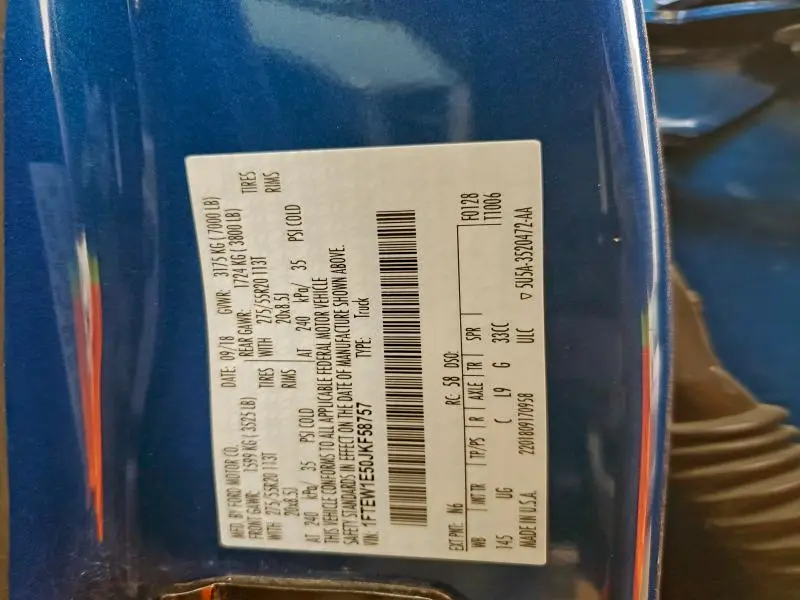 MFD. BY FORD MOTOR CO.
DATE: 09/18 GVWR: 3175 KG ( 7000 LB)
FRONT GAWR: 1599 KG ( 3525 LB) REAR GAWR: 1724 KG ( 3800 LB)
WITH 275/55R20 113T TIRES WITH 275/55R20 113T TIRES
20x8.5J RIMS 20x8.5J RIMS
AT 240 kPa/ 35 PSI COLD AT 240 kPa/ 35 PSI COLD
THIS VEHICLE CONFORMS TO ALL APPLICABLE FEDERAL MOTOR VEHICLE
SAFETY STANDARDS IN EFFECT ON THE DATE OF MANUFACTURE SHOWN ABOVE.
VIN: 1FTEW1E50JKF58757 TYPE: Truck
F0128
T1006
EXT PNT: N6 RC: 58 DSO:
WB INT TR TP/PS R AXLE TR SPR
145 UG C L9 G 33CC
MADE IN U.S.A. 2201809170958 ULC
▽ 5U5A-3520472-AA